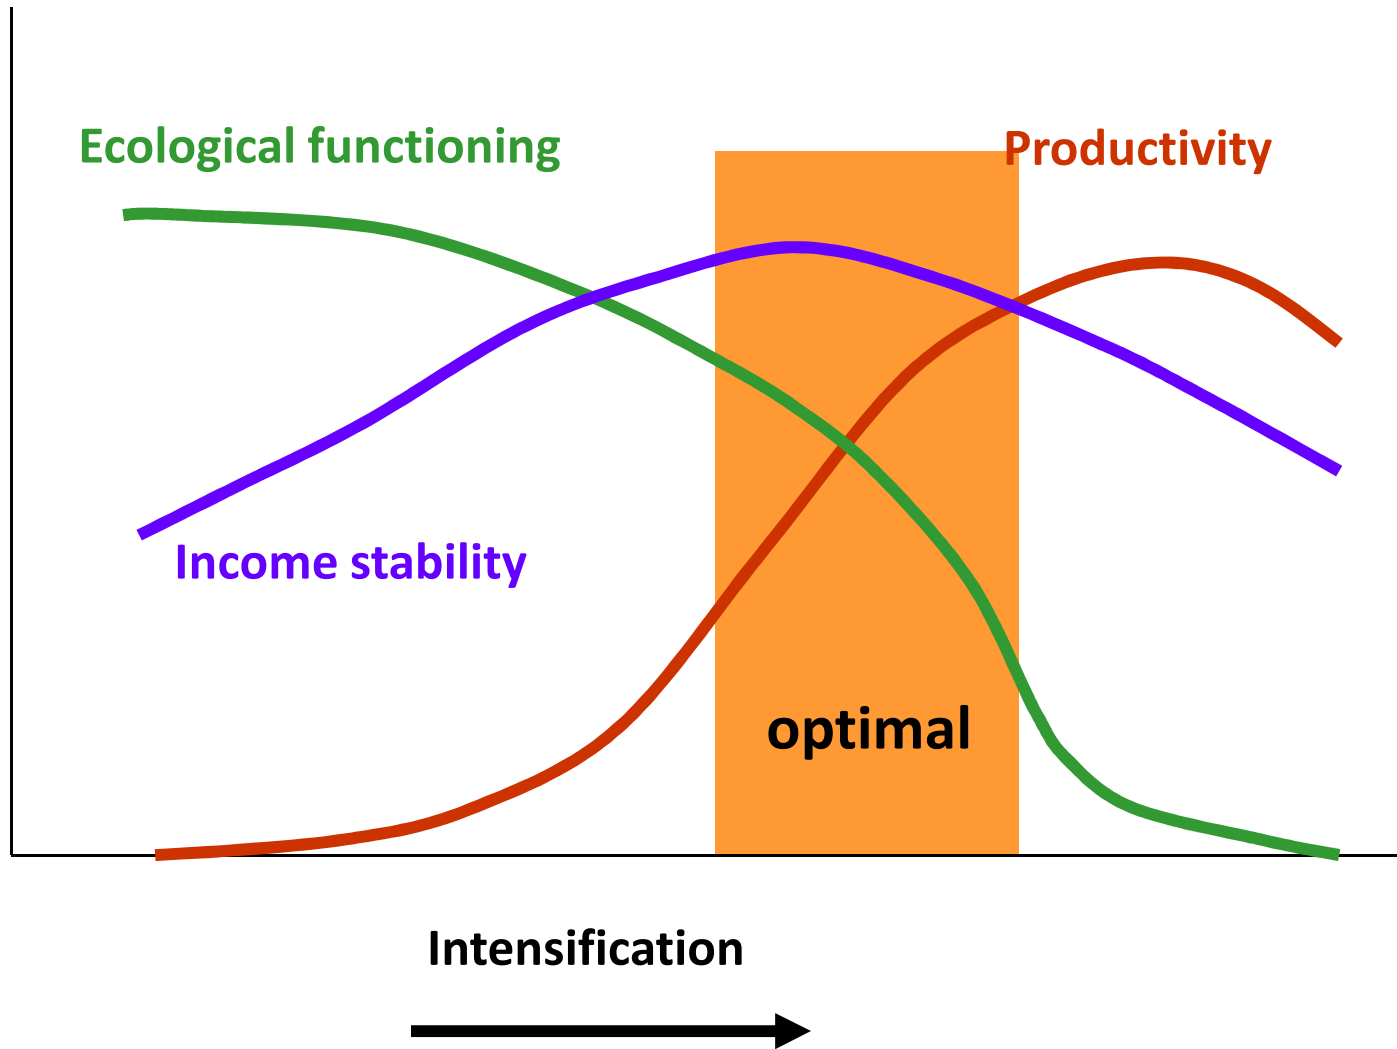 Ecological functioning
Productivity
Income stability
optimal
Intensification